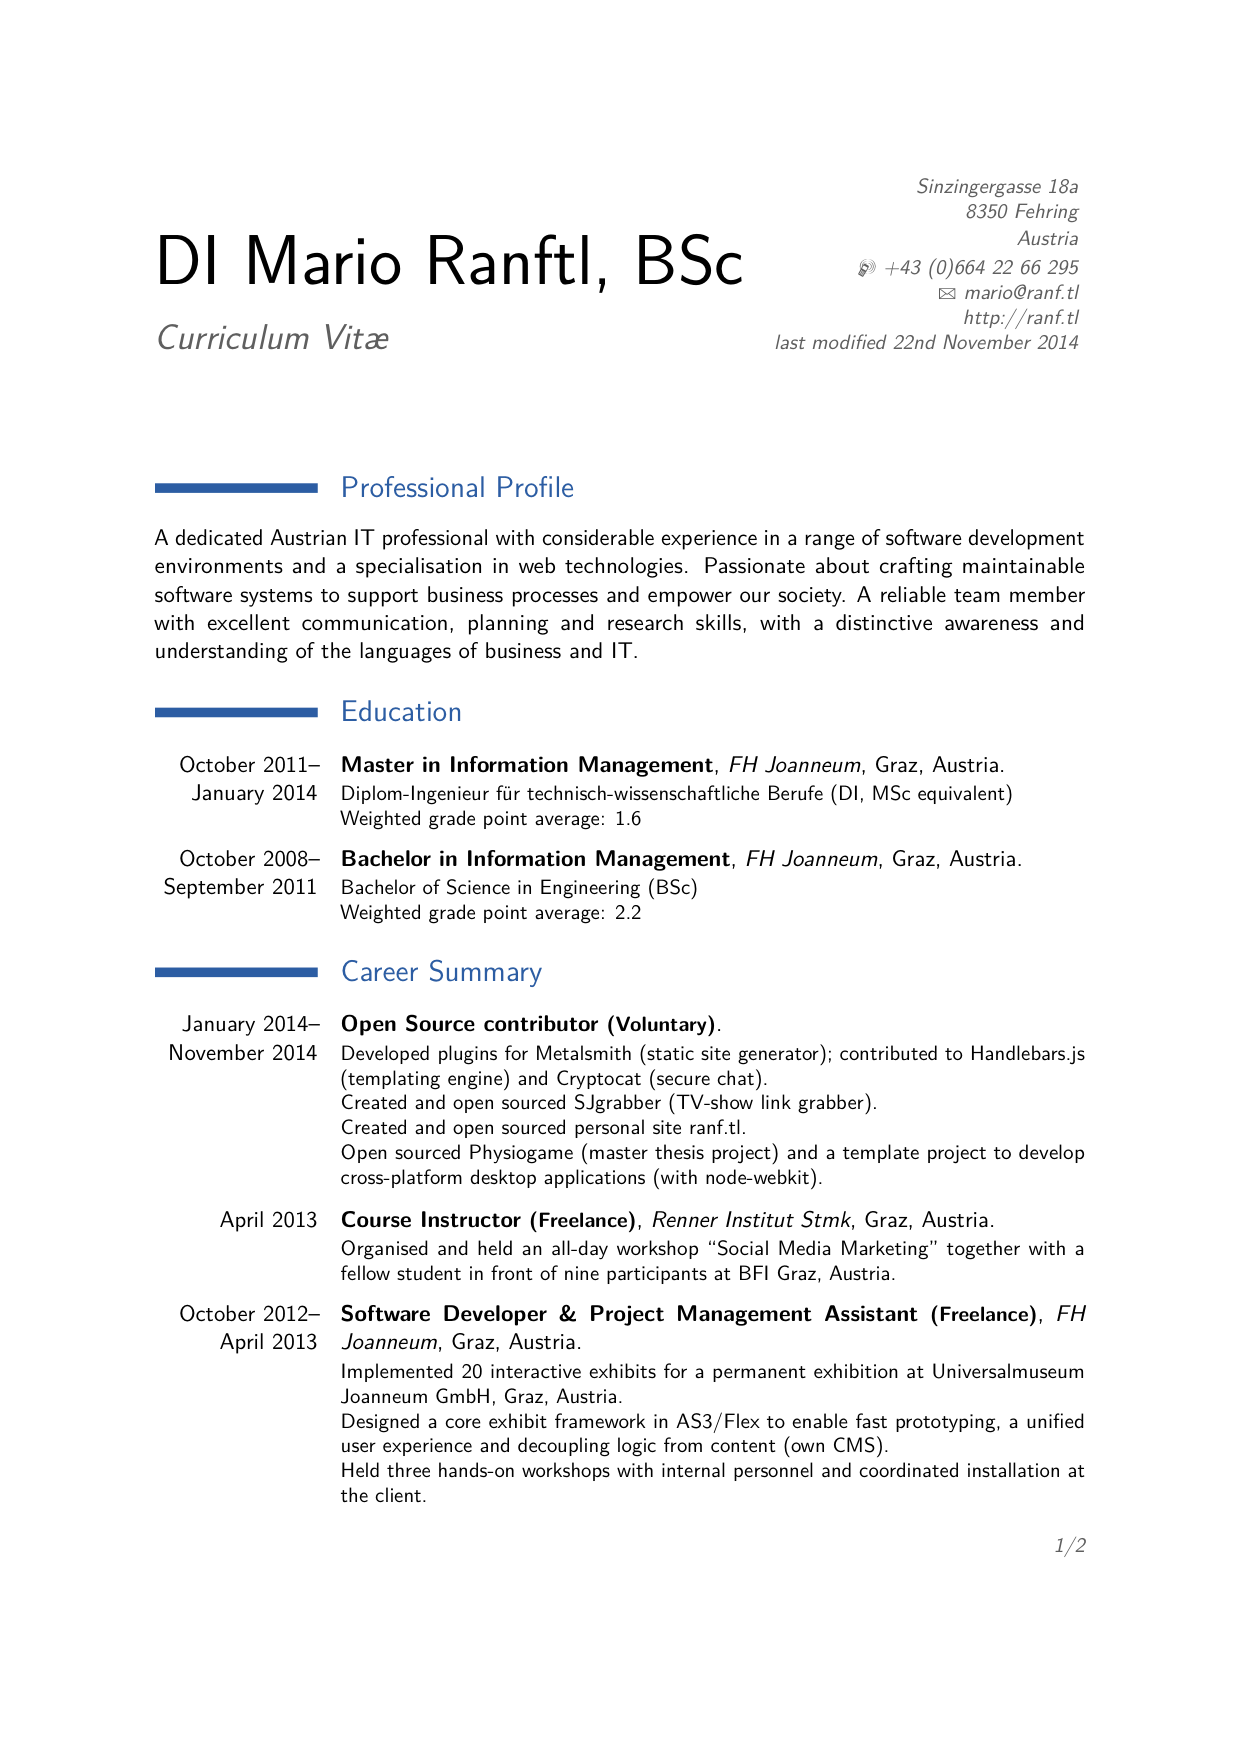 DI Mario Ranftl, BSc
Curriculum Vitæ
Sinzingergasse 18a
8350 Fehring
Austria
+43 (0)664 22 66 295
mario@ranf.tl
http://ranf.tl
last modified 22nd November 2014
Professional Profile
A dedicated Austrian IT professional with considerable experience in a range of software development
environments and a specialisation in web technologies. Passionate about crafting maintainable
software systems to support business processes and empower our society. A reliable team member
with excellent communication, planning and research skills, with a distinctive awareness and
understanding of the languages of business and IT.
Education
October 2011– Master in Information Management, FH Joanneum, Graz, Austria.
January 2014 Diplom-Ingenieur für technisch-wissenschaftliche Berufe (DI, MSc equivalent)
Weighted grade point average: 1.6
October 2008– Bachelor in Information Management, FH Joanneum, Graz, Austria.
September 2011 Bachelor of Science in Engineering (BSc)
Weighted grade point average: 2.2
Career Summary
January 2014– Open Source contributor (Voluntary).
November 2014 Developed plugins for Metalsmith (static site generator); contributed to Handlebars.js
(templating engine) and Cryptocat (secure chat).
Created and open sourced SJgrabber (TV-show link grabber).
Created and open sourced personal site ranf.tl.
Open sourced Physiogame (master thesis project) and a template project to develop
cross-platform desktop applications (with node-webkit).
April 2013 Course Instructor (Freelance), Renner Institut Stmk, Graz, Austria.
Organised and held an all-day workshop “Social Media Marketing” together with a
fellow student in front of nine participants at BFI Graz, Austria.
October 2012– Software Developer & Project Management Assistant (Freelance), FH
April 2013 Joanneum, Graz, Austria.
Implemented 20 interactive exhibits for a permanent exhibition at Universalmuseum
Joanneum GmbH, Graz, Austria.
Designed a core exhibit framework in AS3/Flex to enable fast prototyping, a unified
user experience and decoupling logic from content (own CMS).
Held three hands-on workshops with internal personnel and coordinated installation at
the client.
1/2